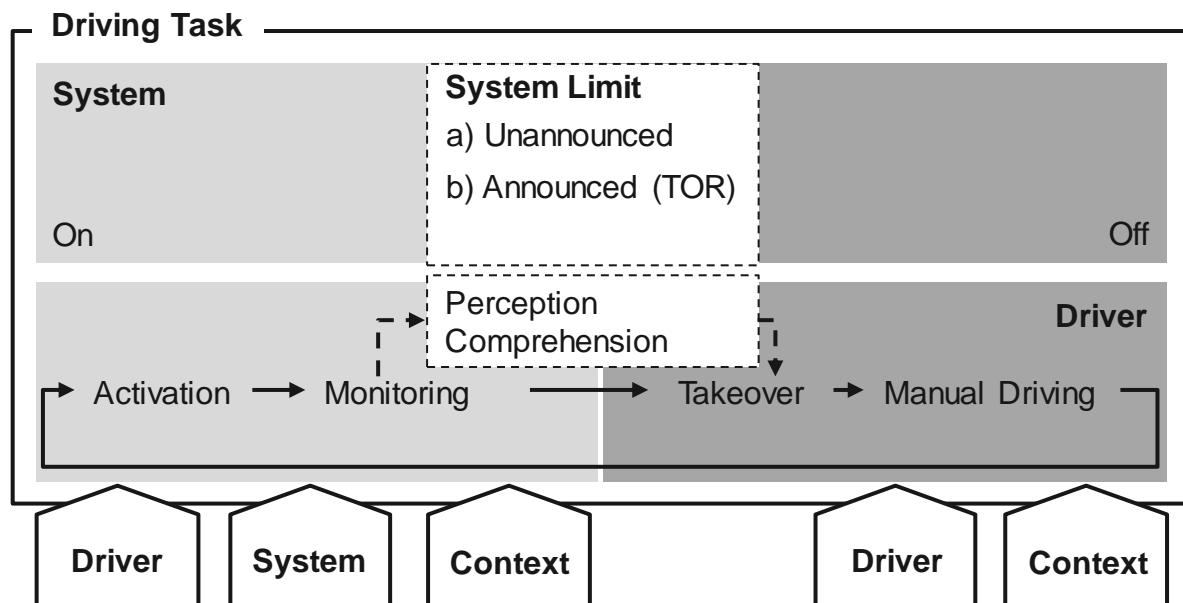 Driving Task
System
On
System Limit
a) Unannounced
b) Announced (TOR)
Off
Perception
Comprehension
Driver
Activation
Monitoring
Takeover
Manual Driving
Driver
System
Context
Driver
Context